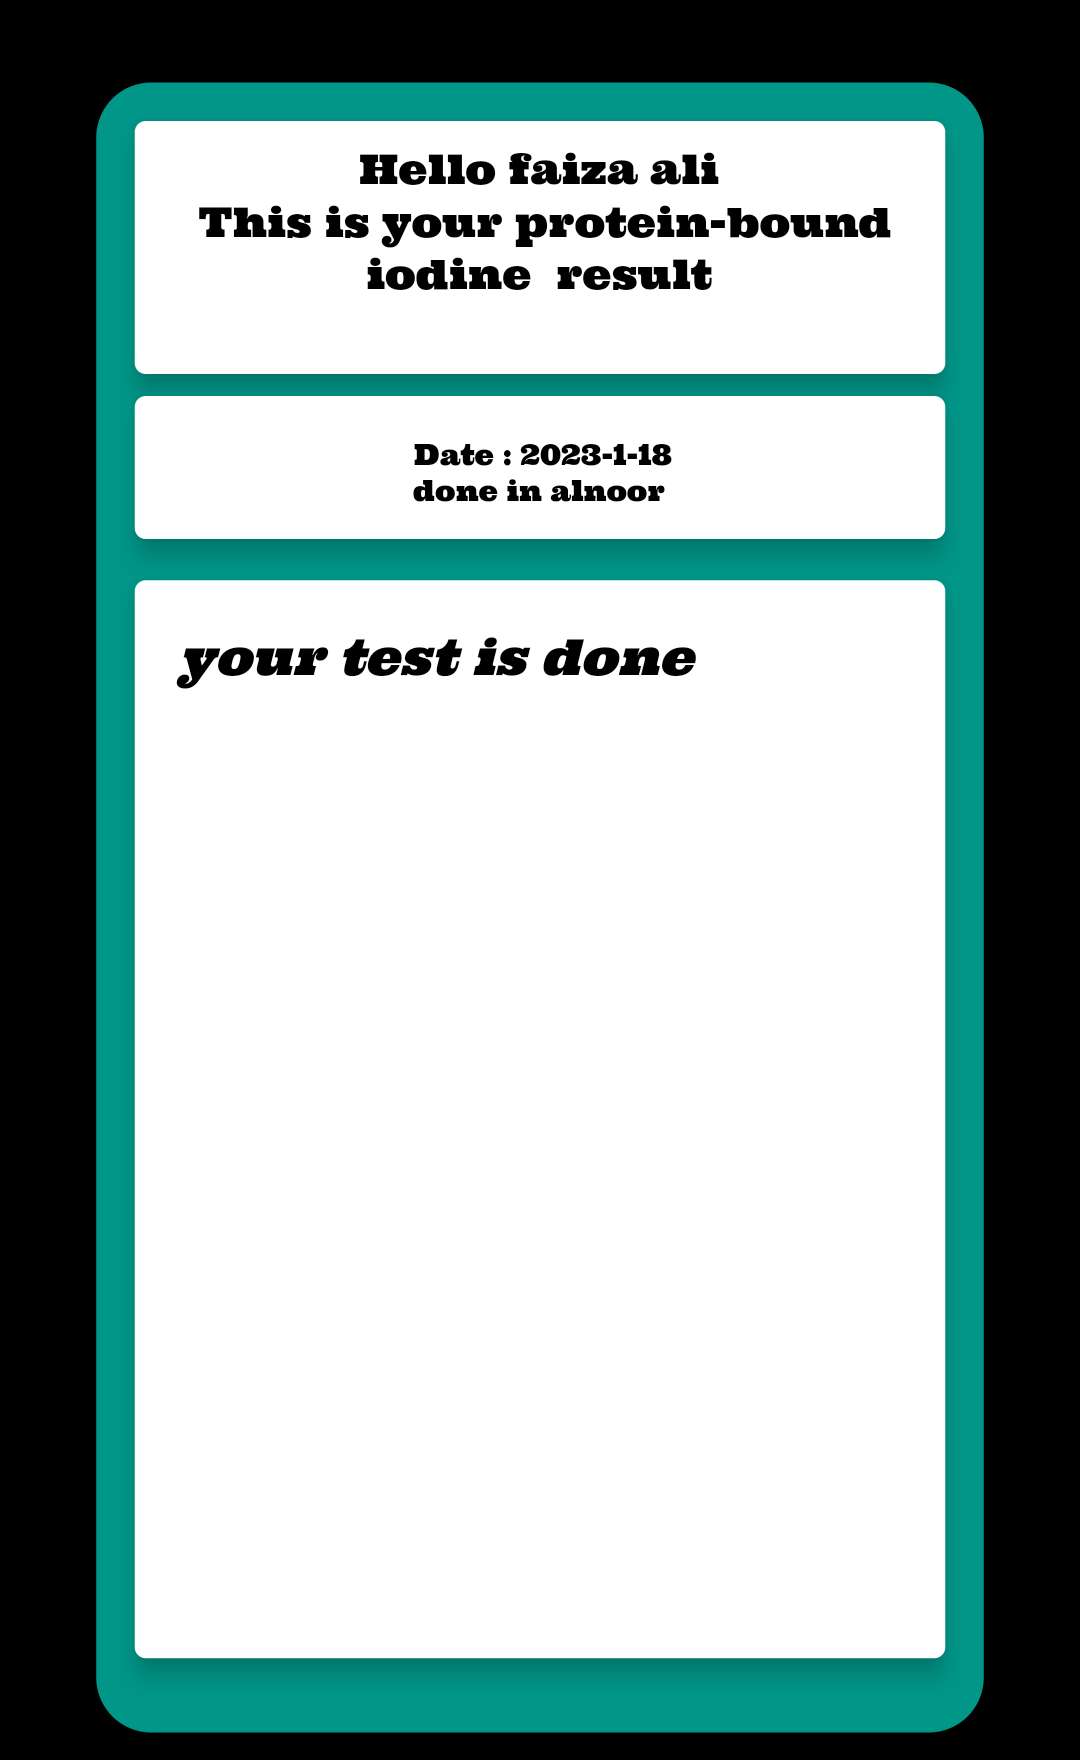 Hello faiza ali
This is your protein-bound
iodine  result
Date : 2023-1-18
done in alnoor
your test is done